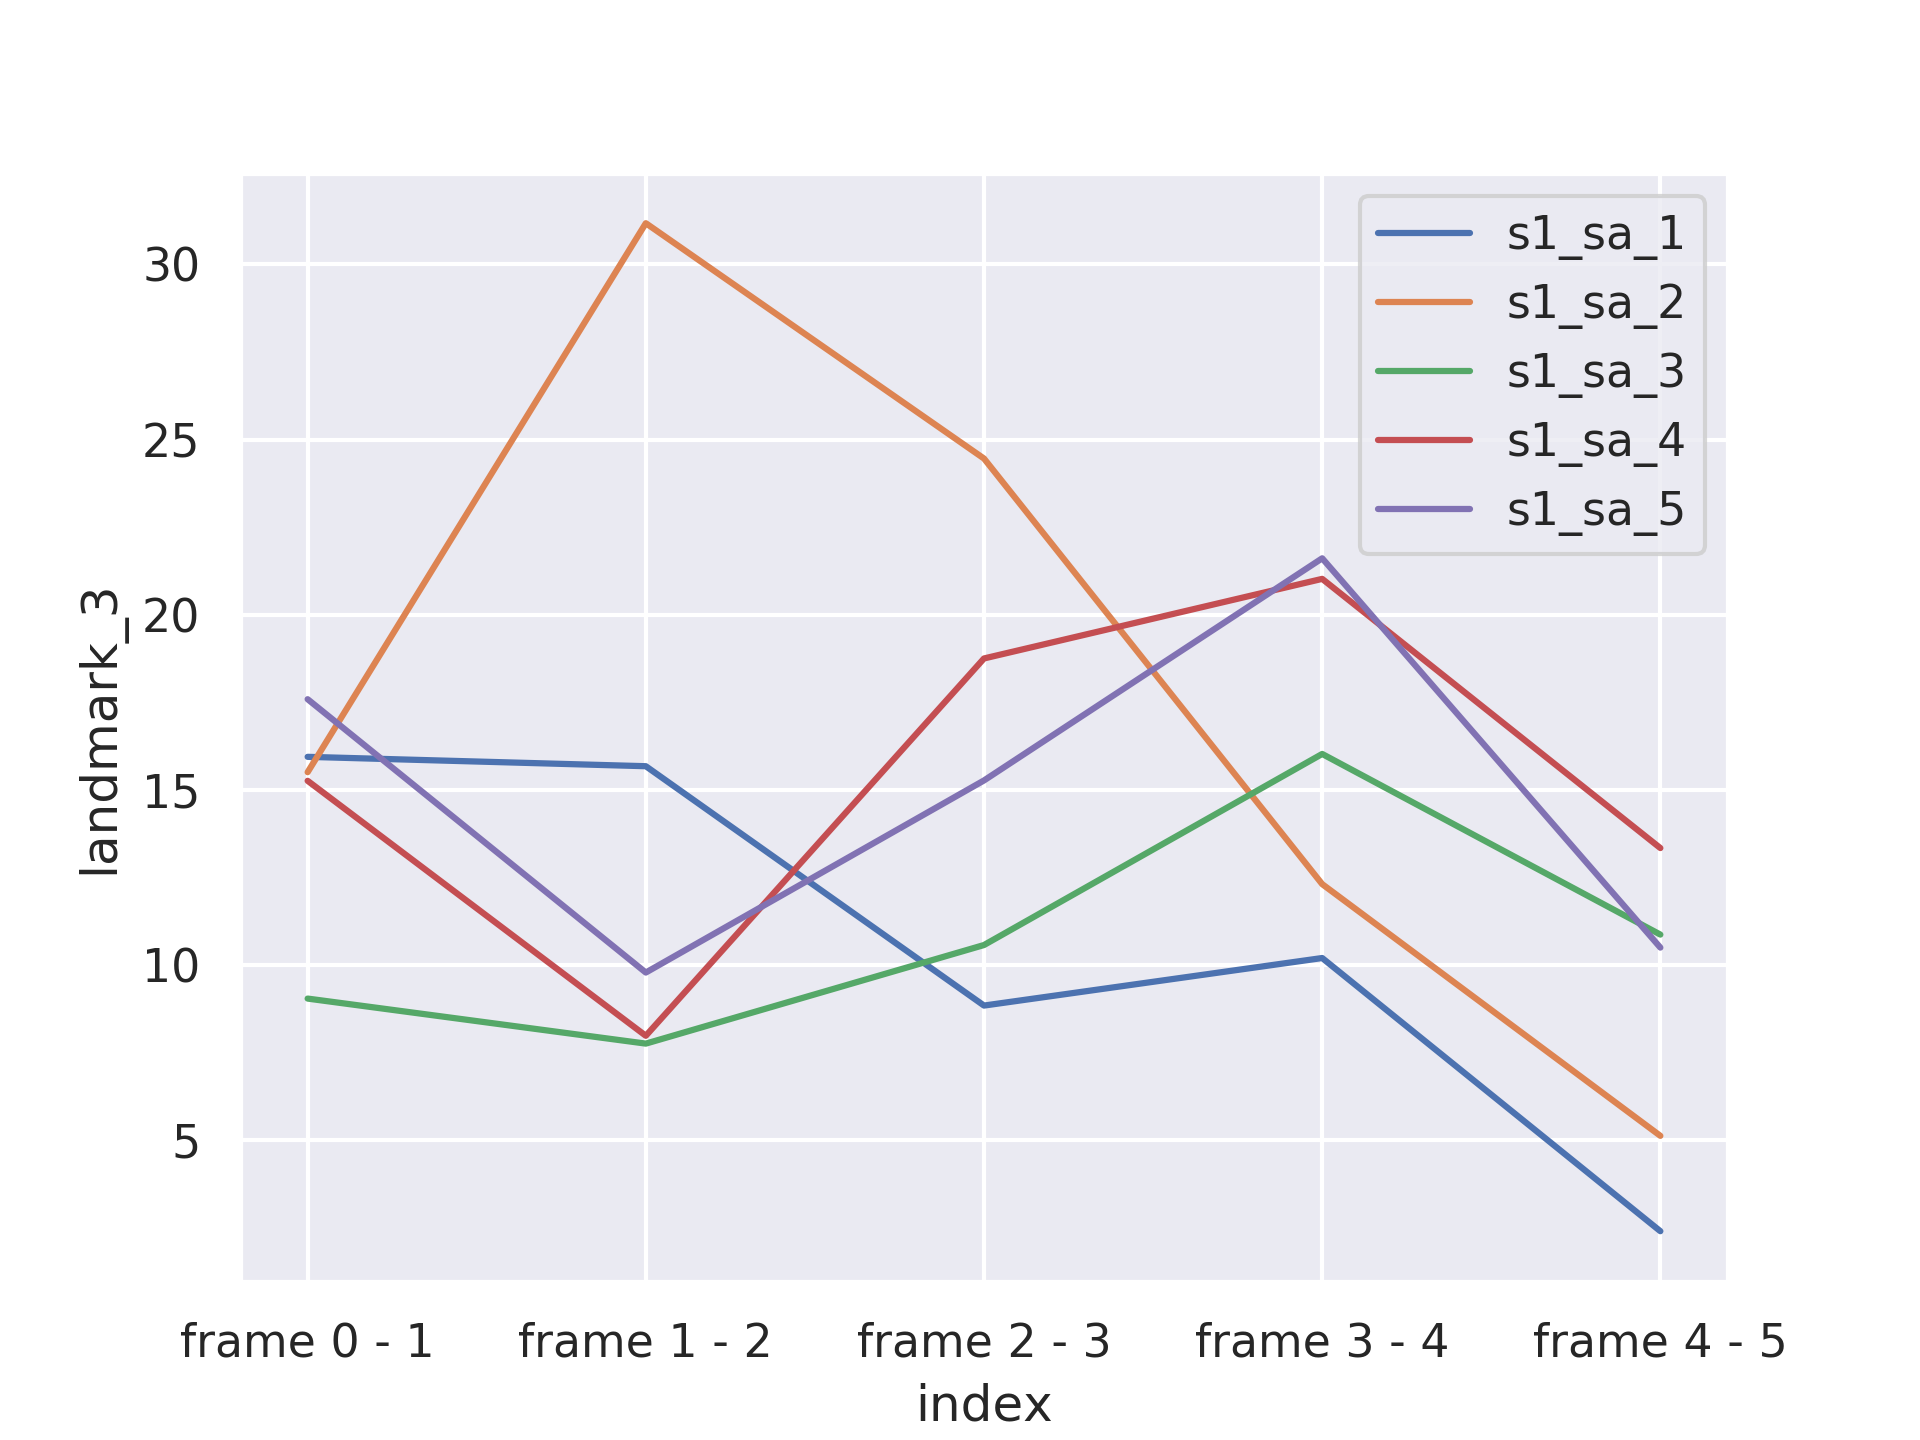 s1_sa_1
s1_sa_2
s1_sa_3
s1_sa_4
s1_sa_5
landmark_3
30
25
20
15
10
5
frame 0 - 1
frame 1 - 2
frame 2 - 3
frame 3 - 4
frame 4 - 5
index